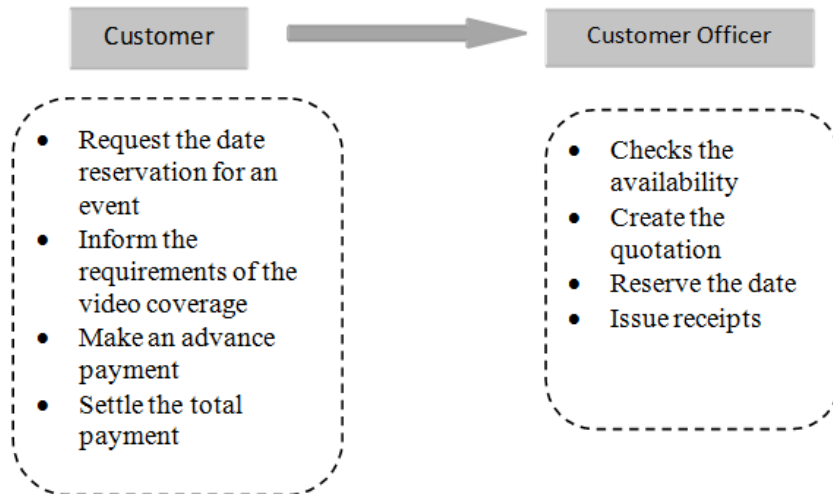 Customer
Customer Officer
● Request the date
reservation for an
event
● Inform the
requirements of the
video coverage
● Make an advance
payment
● Settle the total
payment
● Checks the
availability
● Create the
quotation
● Reserve the date
● Issue receipts